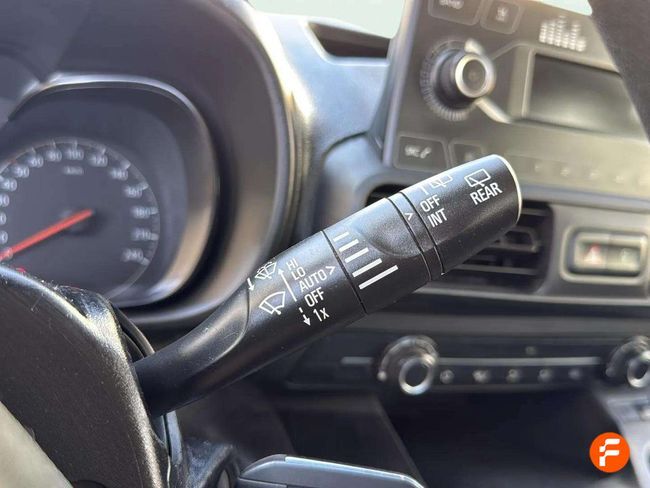 OFF
INT
REAR
HI
LO
AUTO >
OFF
1x